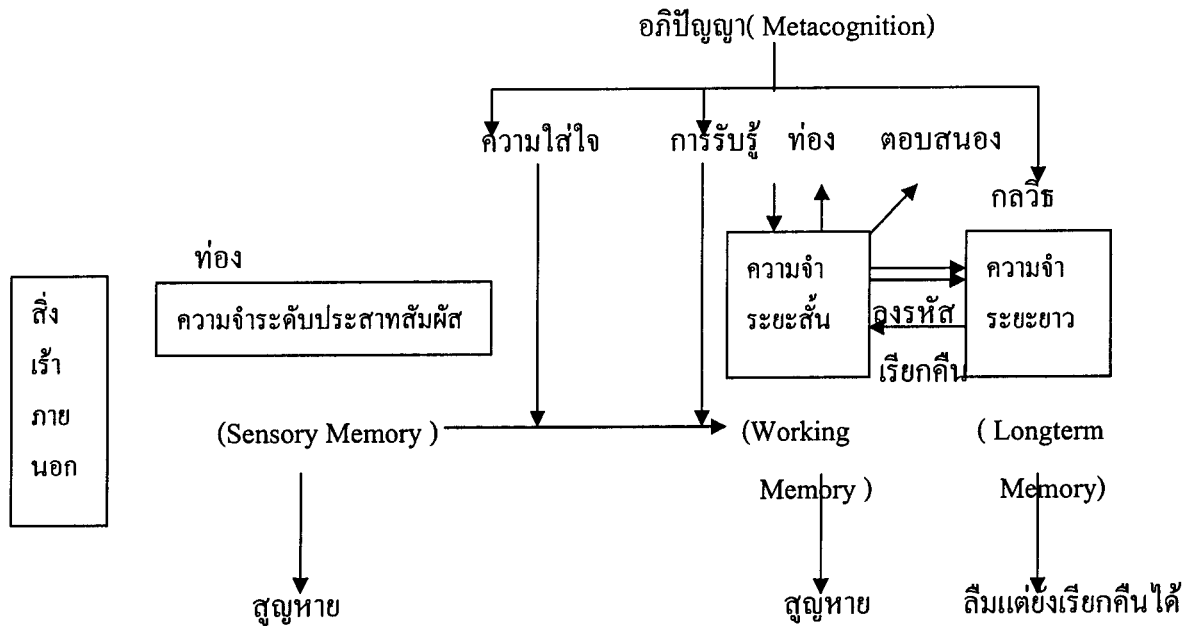 อภิปัญญา( Metacognition)
ความใส่ใจ การรับรู้ ท่อง ตอบสนอง
กลวิธ
ท่อง
สิ่ง
เร้า
ภาย
นอก
ความจำระดับประสาทสัมผัส
ความจำ
ระยะสั้น
ลงรหัส
เรียกคืน
ความจำ
ระยะยาว
(Sensory Memory )
(Working
Memory )
( Longterm
Memory)
สูญหาย สูญหาย ลืมแต่ยังเรียกคืนได้